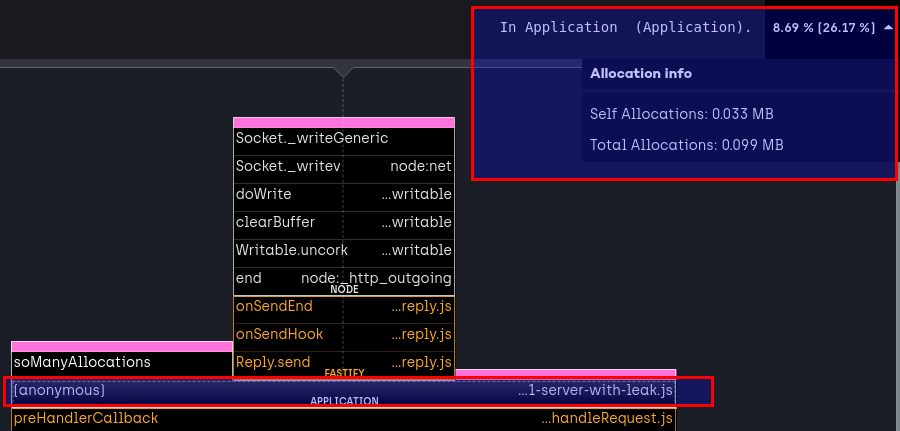 In Application (Application). 8.69 % [26.17 %]
Allocation info
Self Allocations: 0.033 MB
Total Allocations: 0.099 MB
Socket._writeGeneric
Socket._writev node:net
doWrite ...writable
clearBuffer ...writable
Writable.uncork ...writable
end node:_http_outgoing
NODE
onSendEnd ...reply.js
onSendHook ...reply.js
Reply.send ...reply.js
FASTIFY
soManyAllocations
(anonymous) ...1-server-with-leak.js
APPLICATION
preHandlerCallback ...handleRequest.js